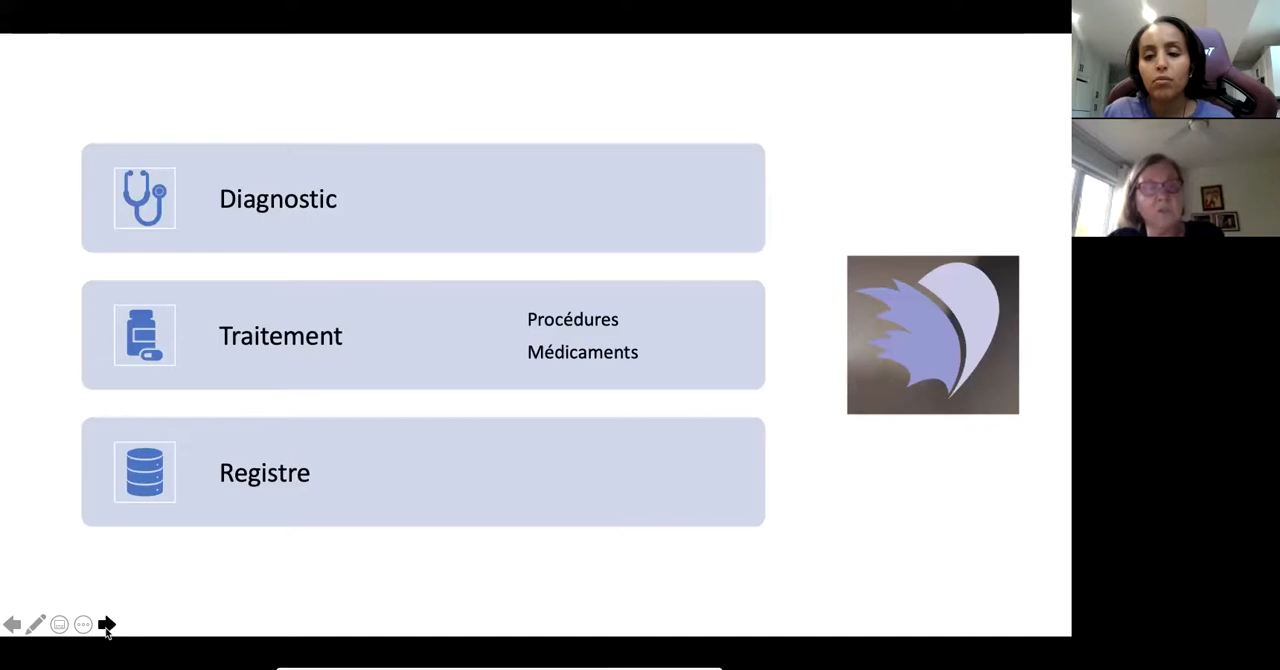 Diagnostic
Traitement
Procédures
Médicaments
Registre